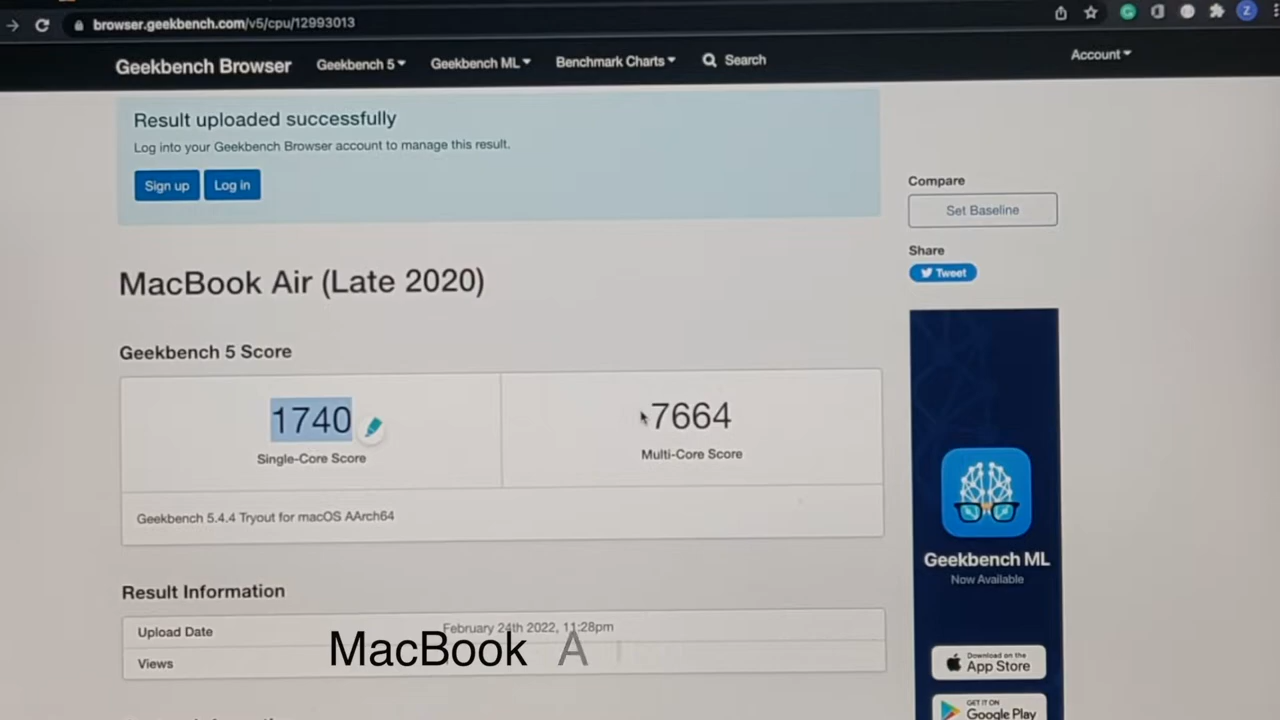 browser.geekbench.com/v5/cpu/12993013
Z
Geekbench Browser Geekbench 5 Geekbench ML Benchmark Charts Search Account
Result uploaded successfully
Log into your Geekbench Browser account to manage this result.
Sign up Log in
Compare
Set Baseline
Share
Tweet
MacBook Air (Late 2020)
Geekbench 5 Score
1740 7664
Single-Core Score Multi-Core Score
Geekbench 5.4.4 Tryout for macOS AArch64
Geekbench ML
Now Available
Result Information
Upload Date February 24th 2022, 11:28pm
Views
MacBook A
Download on the
App Store
GET IT ON
Google Play